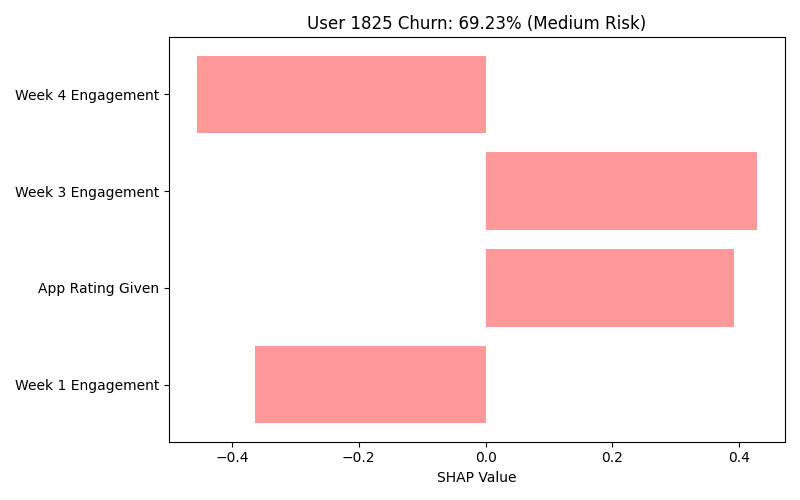 User 1825 Churn: 69.23% (Medium Risk)
Week 4 Engagement
Week 3 Engagement
App Rating Given
Week 1 Engagement
−0.4 −0.2 0.0 0.2 0.4
SHAP Value